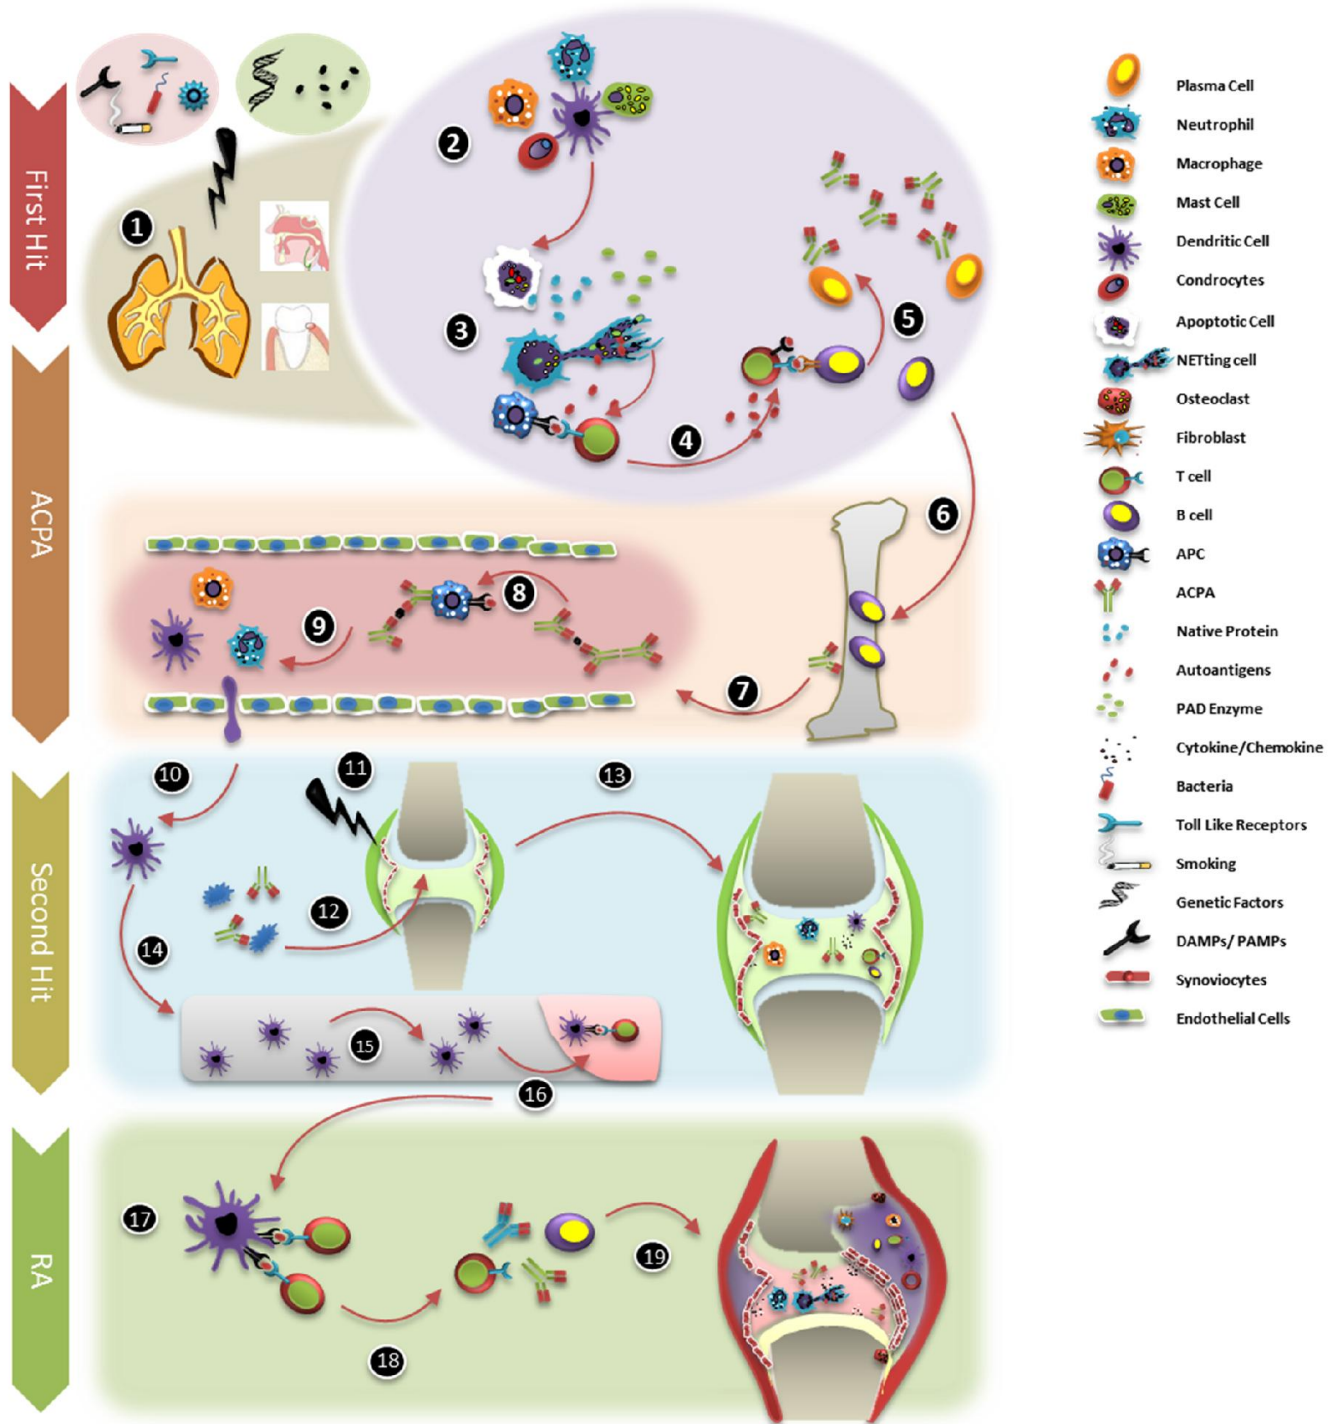 First Hit
ACPA
Second Hit
RA
1
2
3
4
5
6
7
8
9
10
11
12
13
14
15
16
17
18
19
Plasma Cell
Neutrophil
Macrophage
Mast Cell
Dendritic Cell
Condrocytes
Apoptotic Cell
NETting cell
Osteoclast
Fibroblast
T cell
B cell
APC
ACPA
Native Protein
Autoantigens
PAD Enzyme
Cytokine/Chemokine
Bacteria
Toll Like Receptors
Smoking
Genetic Factors
DAMPs/ PAMPs
Synoviocytes
Endothelial Cells